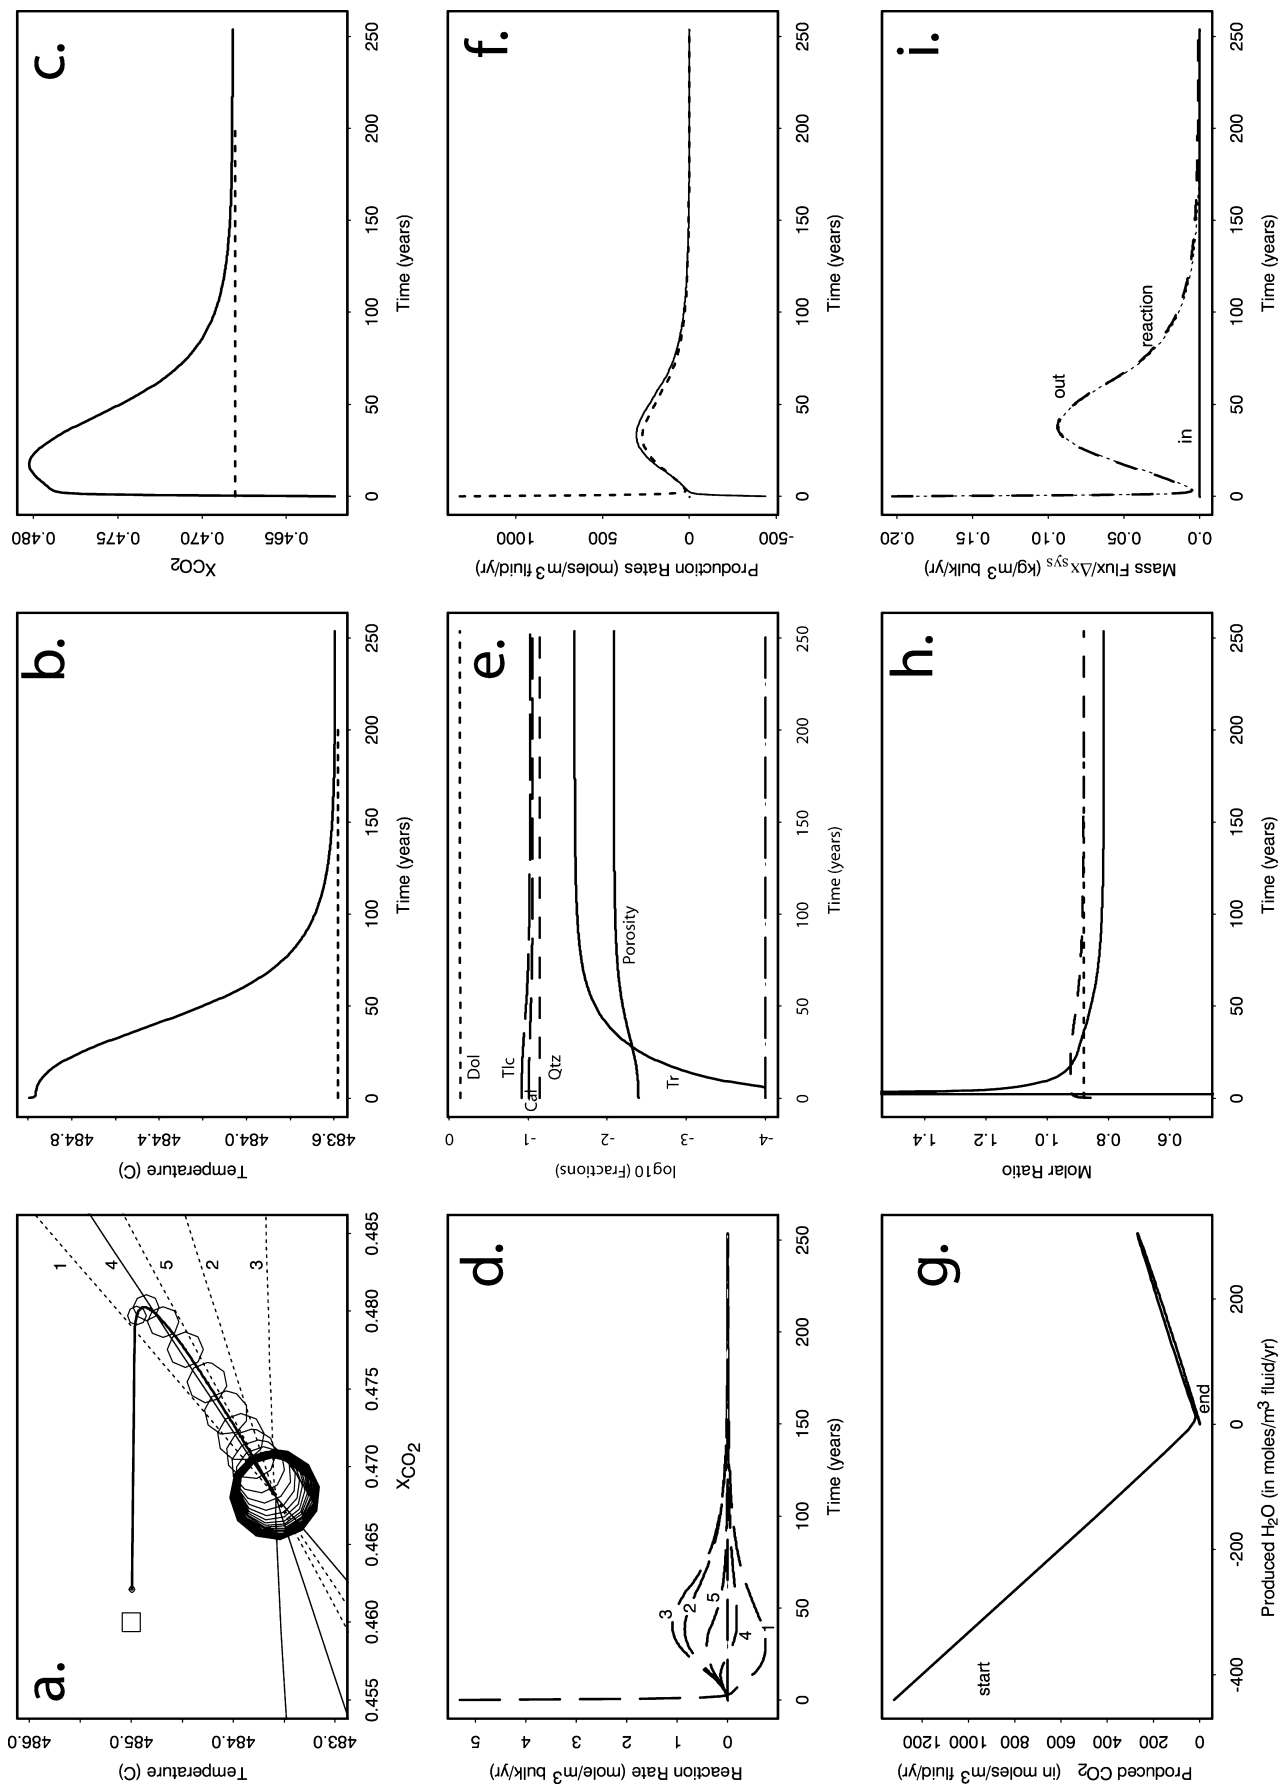 a.
Temperature (C)
486.0
485.0
484.0
483.0
0.455
0.460
0.465
0.470
0.475
0.480
0.485
XCO2
1
4
5
2
3
b.
Temperature (C)
484.8
484.4
484.0
483.6
0
50
100
150
200
250
Time (years)
c.
XCO2
0.480
0.475
0.470
0.465
0
50
100
150
200
250
Time (years)
d.
Reaction Rate (mole/m3 bulk/yr)
5
4
3
2
1
0
0
50
100
150
200
250
Time (years)
3
2
5
4
1
e.
log10 (Fractions)
0
-1
-2
-3
-4
0
50
100
150
200
250
Time (years)
Dol
Tlc
Cal
Qtz
Tr
Porosity
f.
Production Rates (moles/m3 fluid/yr)
1000
500
0
-500
0
50
100
150
200
250
Time (years)
g.
Produced CO2
(in moles/m3 fluid/yr)
1200
1000
800
600
400
200
0
-400
-200
0
200
Produced H2O (in moles/m3 fluid/yr)
start
end
h.
Molar Ratio
1.4
1.2
1.0
0.8
0.6
0
50
100
150
200
250
Time (years)
i.
Mass Flux/Δxsys (kg/m3 bulk/yr)
0.20
0.15
0.10
0.05
0.0
0
50
100
150
200
250
Time (years)
out
reaction
in